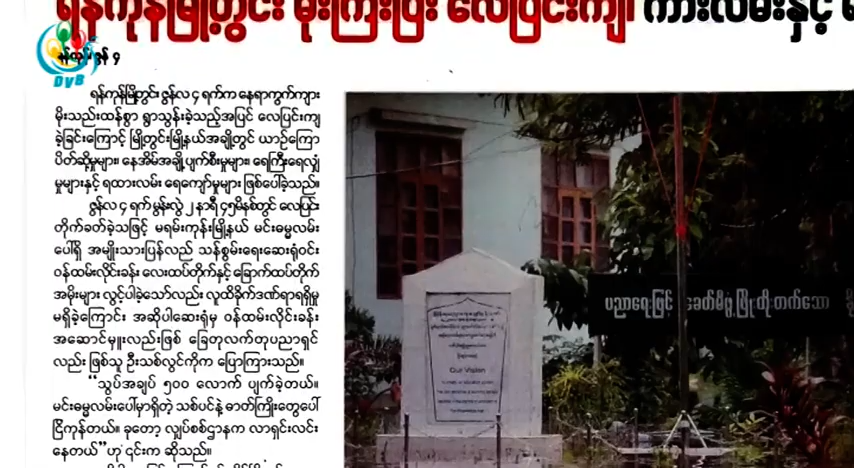 ရန်ကုန်မြို့တွင်း မိုးကြီးပြီး လေပြင်းကျ၊ ကားလမ်းနှင့်
ရန်ကုန်၊ ဇွန် ၄
DVB
ရန်ကုန်မြို့တွင်း ဇွန်လ ၄ ရက်က နေရာကွက်ကျား
မိုးသည်းထန်စွာ ရွာသွန်းခဲ့သည့်အပြင် လေပြင်းကျ
ခဲ့ခြင်းကြောင့် မြို့တွင်းမြို့နယ်အချို့တွင် ယာဉ်ကြော
ပိတ်ဆို့မှုများ၊ နေအိမ်အချို့ပျက်စီးမှုများ၊ ရေကြီးရေလျှံ
မှုများနှင့် ရထားလမ်း ရေကျော်မှုများ ဖြစ်ပေါ်ခဲ့သည်။
ဇွန်လ ၄ ရက်မွန်းလွဲ ၂ နာရီ ၄၅မိနစ်တွင် လေပြင်း
တိုက်ခတ်ခဲ့သဖြင့် မရမ်းကုန်းမြို့နယ် မင်းဓမ္မလမ်း
ပေါ်ရှိ အမျိုးသားပြန်လည် သန်စွမ်းရေးဆေးရုံဝင်း
ဝန်ထမ်းလိုင်းခန်း လေးထပ်တိုက်နှင့် ခြောက်ထပ်တိုက်
အမိုးများ လွင့်ပါခဲ့သော်လည်း လူထိခိုက်ဒဏ်ရာရရှိမှု
မရှိခဲ့ကြောင်း အဆိုပါဆေးရုံမှ ဝန်ထမ်းလိုင်းခန်း
အဆောင်မှူးလည်းဖြစ် ခြေတုလက်တုပညာရှင်
လည်း ဖြစ်သူ ဦးသစ်လွင်ကိုက ပြောကြားသည်။
“သွပ်အချပ် ၅၀၀ လောက် ပျက်ခဲ့တယ်။
မင်းဓမ္မလမ်းပေါ်မှာရှိတဲ့ သစ်ပင်နဲ့ ဓာတ်ကြိုးတွေပေါ်
ငြိကုန်တယ်။ ခုတော့ လျှပ်စစ်ဌာနက လာရှင်းလင်း
နေတယ်”ဟု ၎င်းက ဆိုသည်။
ပညာရေးဖြင့် ခေတ်မီဖွံ့ဖြိုးတိုးတက်သော
Our Vision